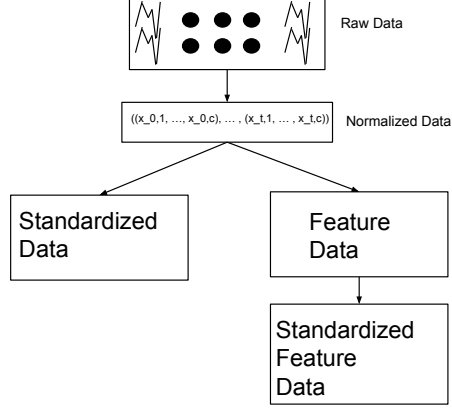 Raw Data
((x_0,1, ..., x_0,c), ... , (x_t,1, ... , x_t,c))
Normalized Data
Standardized
Data
Feature
Data
Standardized
Feature
Data